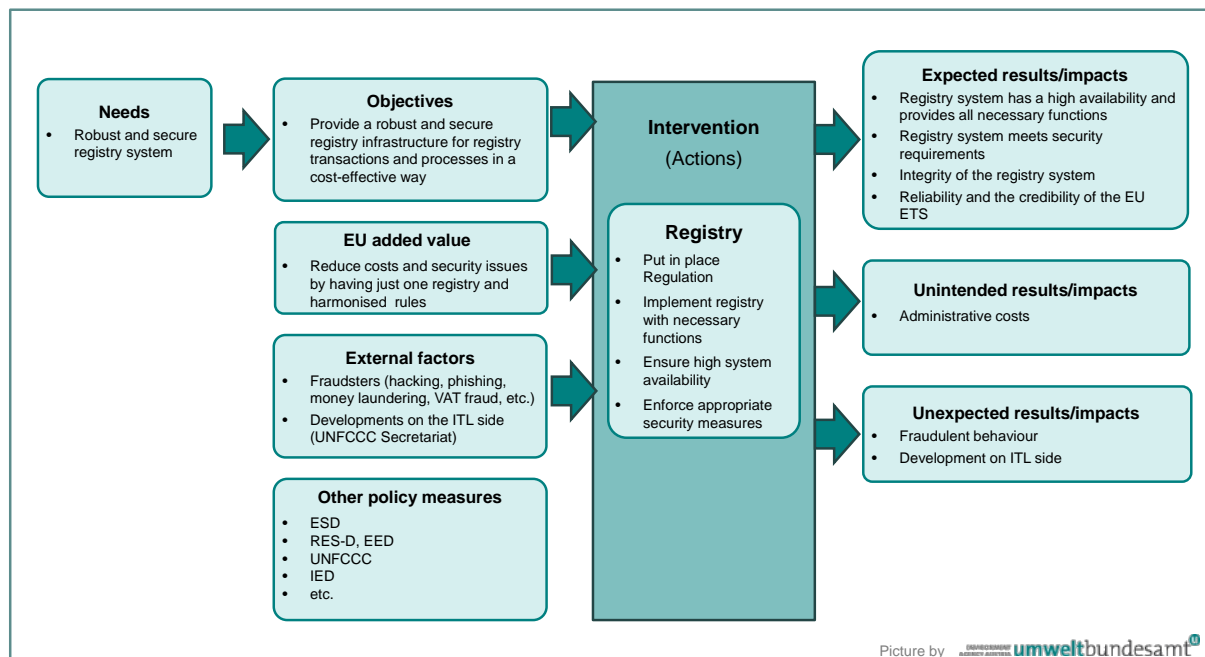 Needs
• Robust and secure
registry system
Objectives
• Provide a robust and secure
registry infrastructure for registry
transactions and processes in a
cost-effective way
EU added value
• Reduce costs and security issues
by having just one registry and
harmonised rules
External factors
• Fraudsters (hacking, phishing,
money laundering, VAT fraud, etc.)
• Developments on the ITL side
(UNFCCC Secretariat)
Other policy measures
• ESD
• RES-D, EED
• UNFCCC
• IED
• etc.
Intervention
(Actions)
Registry
• Put in place
Regulation
• Implement registry
with necessary
functions
• Ensure high system
availability
• Enforce appropriate
security measures
Expected results/impacts
• Registry system has a high availability and
provides all necessary functions
• Registry system meets security
requirements
• Integrity of the registry system
• Reliability and the credibility of the EU
ETS
Unintended results/impacts
• Administrative costs
Unexpected results/impacts
• Fraudulent behaviour
• Development on ITL side
Picture by
ENVIRONMENT
AGENCY AUSTRIA umweltbundesamt u